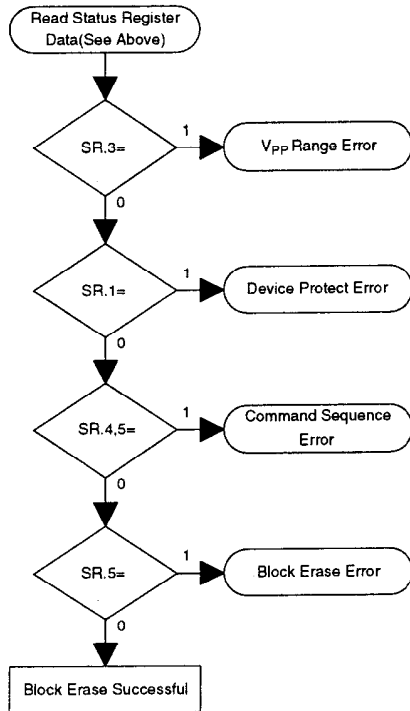 Read Status Register
Data(See Above)
SR.3=
1
VPP Range Error
0
SR.1=
1
Device Protect Error
0
SR.4,5=
1
Command Sequence
Error
0
SR.5=
1
Block Erase Error
0
Block Erase Successful